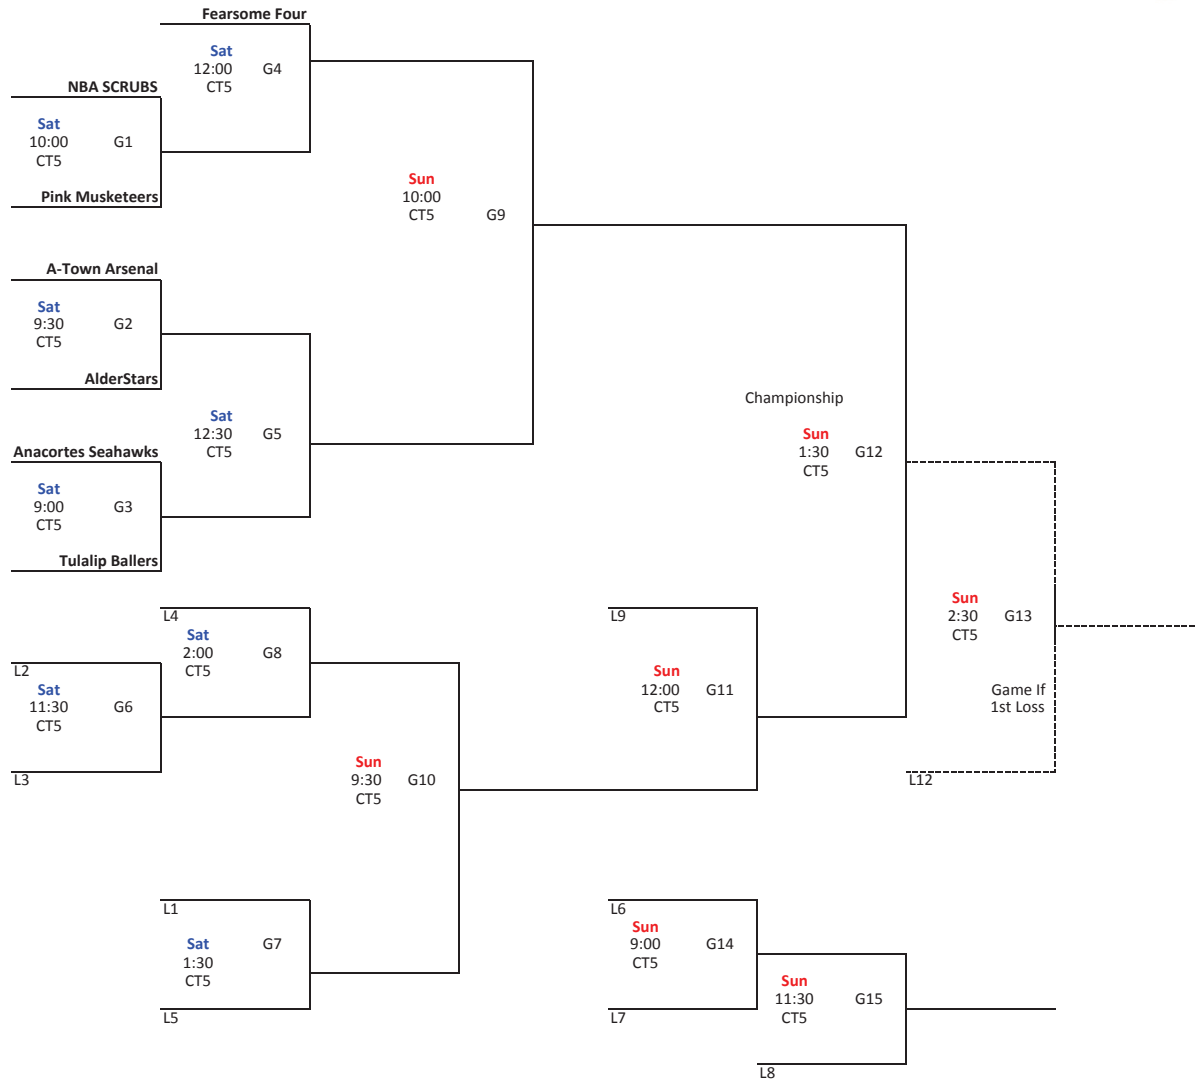 Fearsome Four
Sat
12:00 G4
CT5
NBA SCRUBS
Sat
10:00 G1
CT5
Pink Musketeers
Sun
10:00
CT5 G9
A-Town Arsenal
Sat
9:30 G2
CT5
AlderStars
Sat
12:30 G5
CT5
Championship
Sun
1:30 G12
CT5
Anacortes Seahawks
Sat
9:00 G3
CT5
Tulalip Ballers
L4
Sat
2:00 G8
CT5
L9
Sun
2:30 G13
CT5
L2
Sat
11:30 G6
CT5
L3
Sun
12:00 G11
CT5
Game If
1st Loss
Sun
9:30 G10
CT5
L12
L1
Sat G7
1:30
CT5
L5
L6
Sun
9:00 G14
CT5
L7
Sun
11:30 G15
CT5
L8